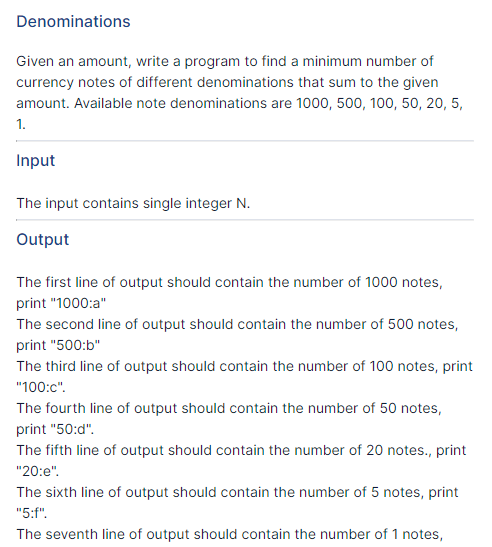 Denominations
Given an amount, write a program to find a minimum number of
currency notes of different denominations that sum to the given
amount. Available note denominations are 1000, 500, 100, 50, 20, 5,
1.
Input
The input contains single integer N.
Output
The first line of output should contain the number of 1000 notes,
print "1000:a"
The second line of output should contain the number of 500 notes,
print "500:b"
The third line of output should contain the number of 100 notes, print
"100:c".
The fourth line of output should contain the number of 50 notes,
print "50:d".
The fifth line of output should contain the number of 20 notes., print
"20:e".
The sixth line of output should contain the number of 5 notes, print
"5:f".
The seventh line of output should contain the number of 1 notes,